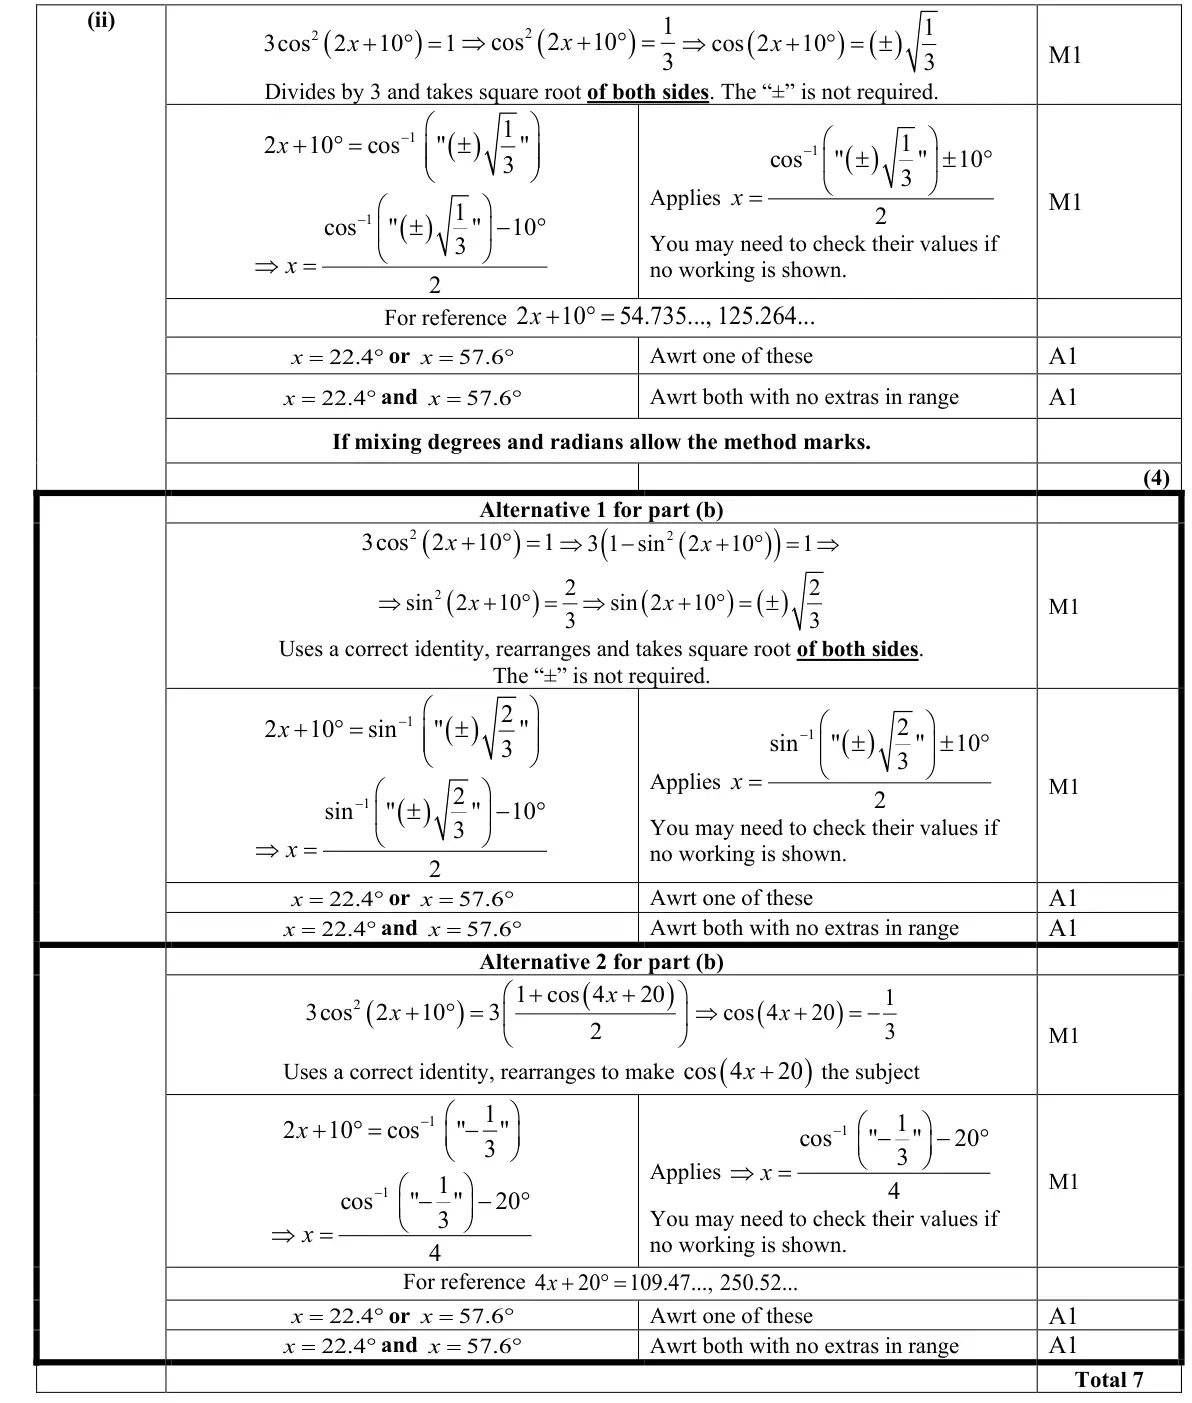 (ii) 3cos² (2x + 10°) = 1 ⇒ cos² (2x + 10°) = 1/3 ⇒ cos (2x + 10°) = (±) √(1/3) M1
Divides by 3 and takes square root of both sides. The “±” is not required.
2x + 10° = cos⁻¹ ("(±) √(1/3) ")
⇒ x = (cos⁻¹ ("(±) √(1/3) ") − 10°)/2
Applies x = (cos⁻¹ ("(±) √(1/3) ") ± 10°)/2 M1
You may need to check their values if
no working is shown.
For reference 2x + 10° = 54.735..., 125.264...
x = 22.4° or x = 57.6° Awrt one of these A1
x = 22.4° and x = 57.6° Awrt both with no extras in range A1
If mixing degrees and radians allow the method marks.
(4)
Alternative 1 for part (b)
3cos² (2x + 10°) = 1 ⇒ 3(1 − sin² (2x + 10°)) = 1 ⇒
⇒ sin² (2x + 10°) = 2/3 ⇒ sin (2x + 10°) = (±) √(2/3) M1
Uses a correct identity, rearranges and takes square root of both sides.
The “±” is not required.
2x + 10° = sin⁻¹ ("(±) √(2/3) ")
⇒ x = (sin⁻¹ ("(±) √(2/3) ") − 10°)/2
Applies x = (sin⁻¹ ("(±) √(2/3) ") ± 10°)/2 M1
You may need to check their values if
no working is shown.
x = 22.4° or x = 57.6° Awrt one of these A1
x = 22.4° and x = 57.6° Awrt both with no extras in range A1
Alternative 2 for part (b)
3cos² (2x + 10°) = 3((1 + cos (4x + 20))/2) ⇒ cos (4x + 20) = −1/3 M1
Uses a correct identity, rearranges to make cos (4x + 20) the subject
2x + 10° = cos⁻¹ ("−1/3")
⇒ x = (cos⁻¹ ("−1/3") − 20°)/4
Applies ⇒ x = (cos⁻¹ ("−1/3") − 20°)/4 M1
You may need to check their values if
no working is shown.
For reference 4x + 20° = 109.47..., 250.52...
x = 22.4° or x = 57.6° Awrt one of these A1
x = 22.4° and x = 57.6° Awrt both with no extras in range A1
Total 7